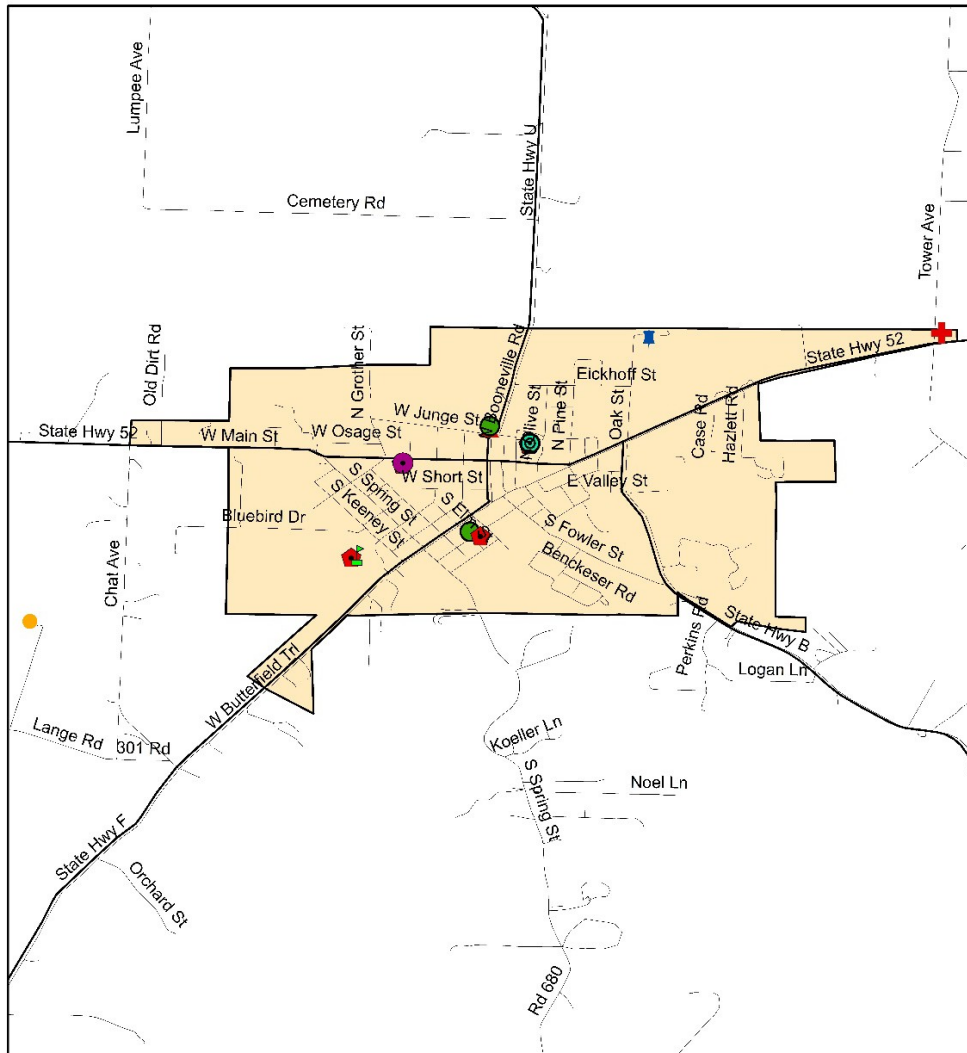 Lumpee Ave
State Hwy U
Cemetery Rd
Tower Ave
Old Dirt Rd
N Grother St
Booneville Rd
State Hwy 52
Eickhoff St
W Junge St
N Pine St
Oak St
Case Rd
Hazlett Rd
State Hwy 52
W Main St
W Osage St
W Short St
E Valley St
S Spring St
S Keeney St
Bluebird Dr
S Fowler St
Benckeser Rd
Chat Ave
Perkins Rd
State Hwy B
Logan Ln
W Butterfield Trl
Lange Rd
301 Rd
Koeller Ln
S Spring St
Noel Ln
State Hwy F
Orchard St
Rd 680